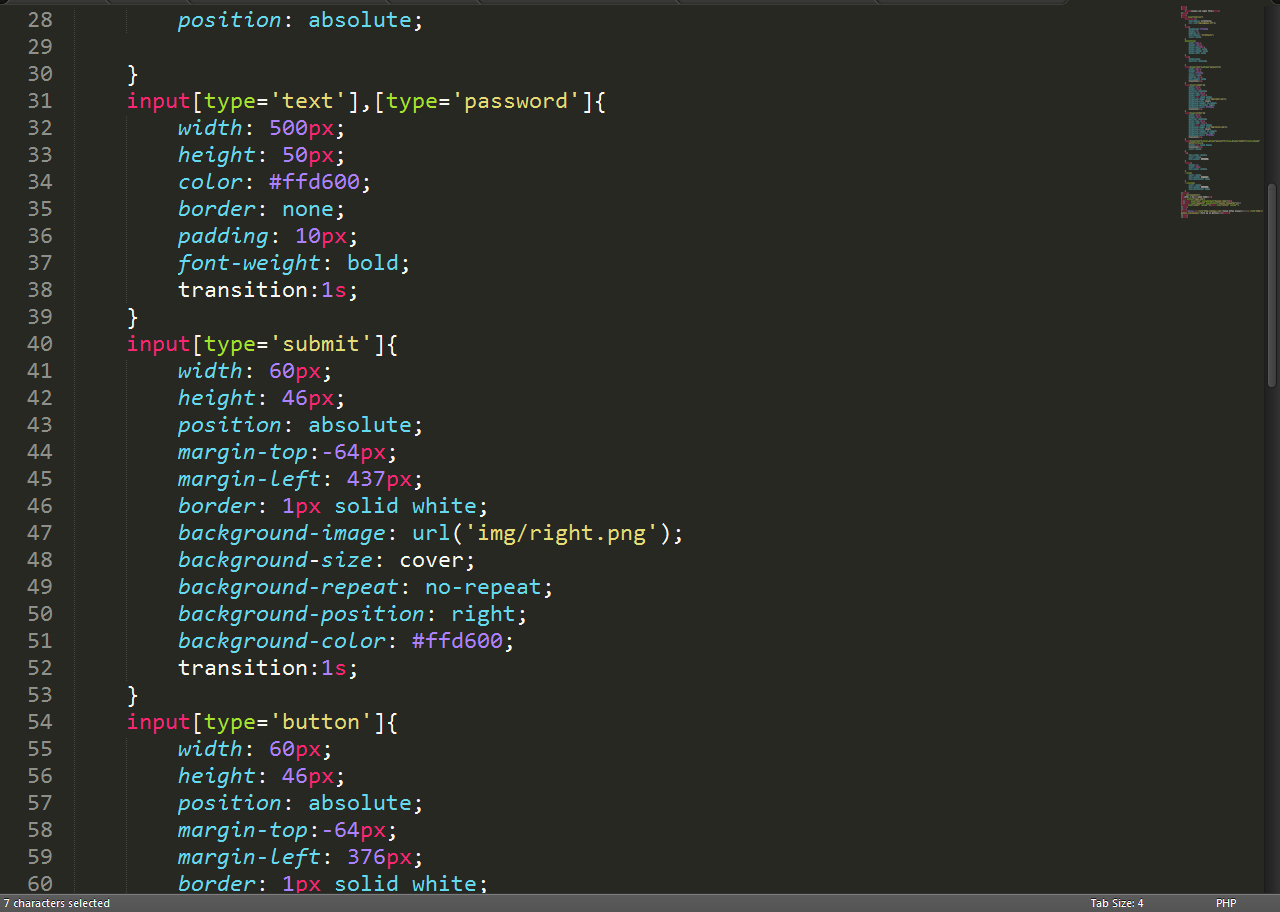 28 position: absolute;
29
30 }
31 input[type='text'],[type='password']{
32 width: 500px;
33 height: 50px;
34 color: #ffd600;
35 border: none;
36 padding: 10px;
37 font-weight: bold;
38 transition:1s;
39 }
40 input[type='submit']{
41 width: 60px;
42 height: 46px;
43 position: absolute;
44 margin-top:-64px;
45 margin-left: 437px;
46 border: 1px solid white;
47 background-image: url('img/right.png');
48 background-size: cover;
49 background-repeat: no-repeat;
50 background-position: right;
51 background-color: #ffd600;
52 transition:1s;
53 }
54 input[type='button']{
55 width: 60px;
56 height: 46px;
57 position: absolute;
58 margin-top:-64px;
59 margin-left: 376px;
60 border: 1px solid white;
7 characters selected Tab Size: 4 PHP